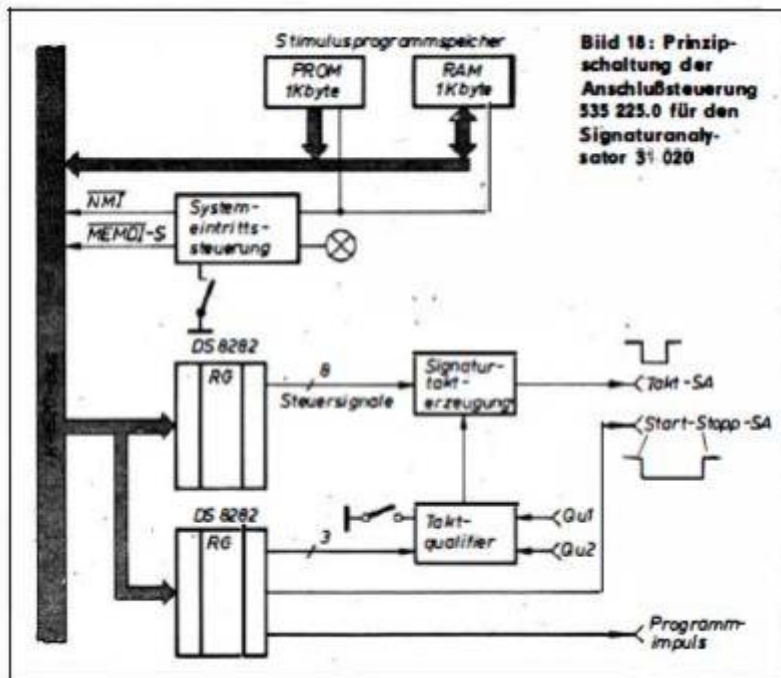 Stimulusprogrammspeicher
PROM
1Kbyte
RAM
1Kbyte
Bild 18: Prinzip-
schaltung der
Anschlußsteuerung
535 225.0 für den
Signaturanaly-
sator 31 020
NMI
MEMDI-S
System-
eintritts-
steuerung
DS 8282
RG
8
Steuersignale
Signatur-
takt-
erzeugung
Takt-SA
Start-Stopp-SA
DS 8282
RG
3
Takt-
qualifier
Qu1
Qu2
Programm-
impuls